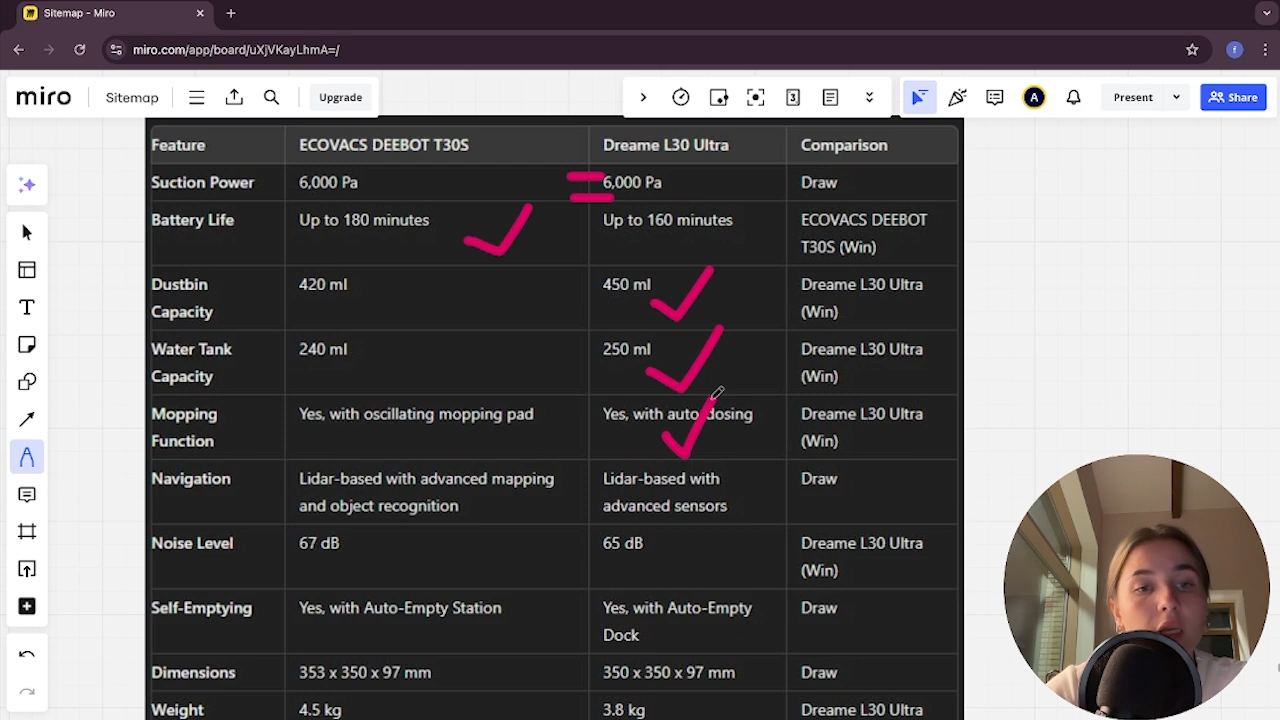 Sitemap - Miro
miro.com/app/board/uXjVKayLhmA=/
f
miro
Sitemap
Upgrade
3
A
Present
Share
Feature ECOVACS DEEBOT T30S Dreame L30 Ultra Comparison
Suction Power 6,000 Pa 6,000 Pa Draw
Battery Life Up to 180 minutes Up to 160 minutes ECOVACS DEEBOT
T30S (Win)
Dustbin 420 ml 450 ml Dreame L30 Ultra
Capacity (Win)
Water Tank 240 ml 250 ml Dreame L30 Ultra
Capacity (Win)
Mopping Yes, with oscillating mopping pad Yes, with auto-dosing Dreame L30 Ultra
Function (Win)
Navigation Lidar-based with advanced mapping Lidar-based with Draw
and object recognition advanced sensors
Noise Level 67 dB 65 dB Dreame L30 Ultra
(Win)
Self-Emptying Yes, with Auto-Empty Station Yes, with Auto-Empty Draw
Dock
Dimensions 353 x 350 x 97 mm 350 x 350 x 97 mm Draw
Weight 4.5 kg 3.8 kg Dreame L30 Ultra